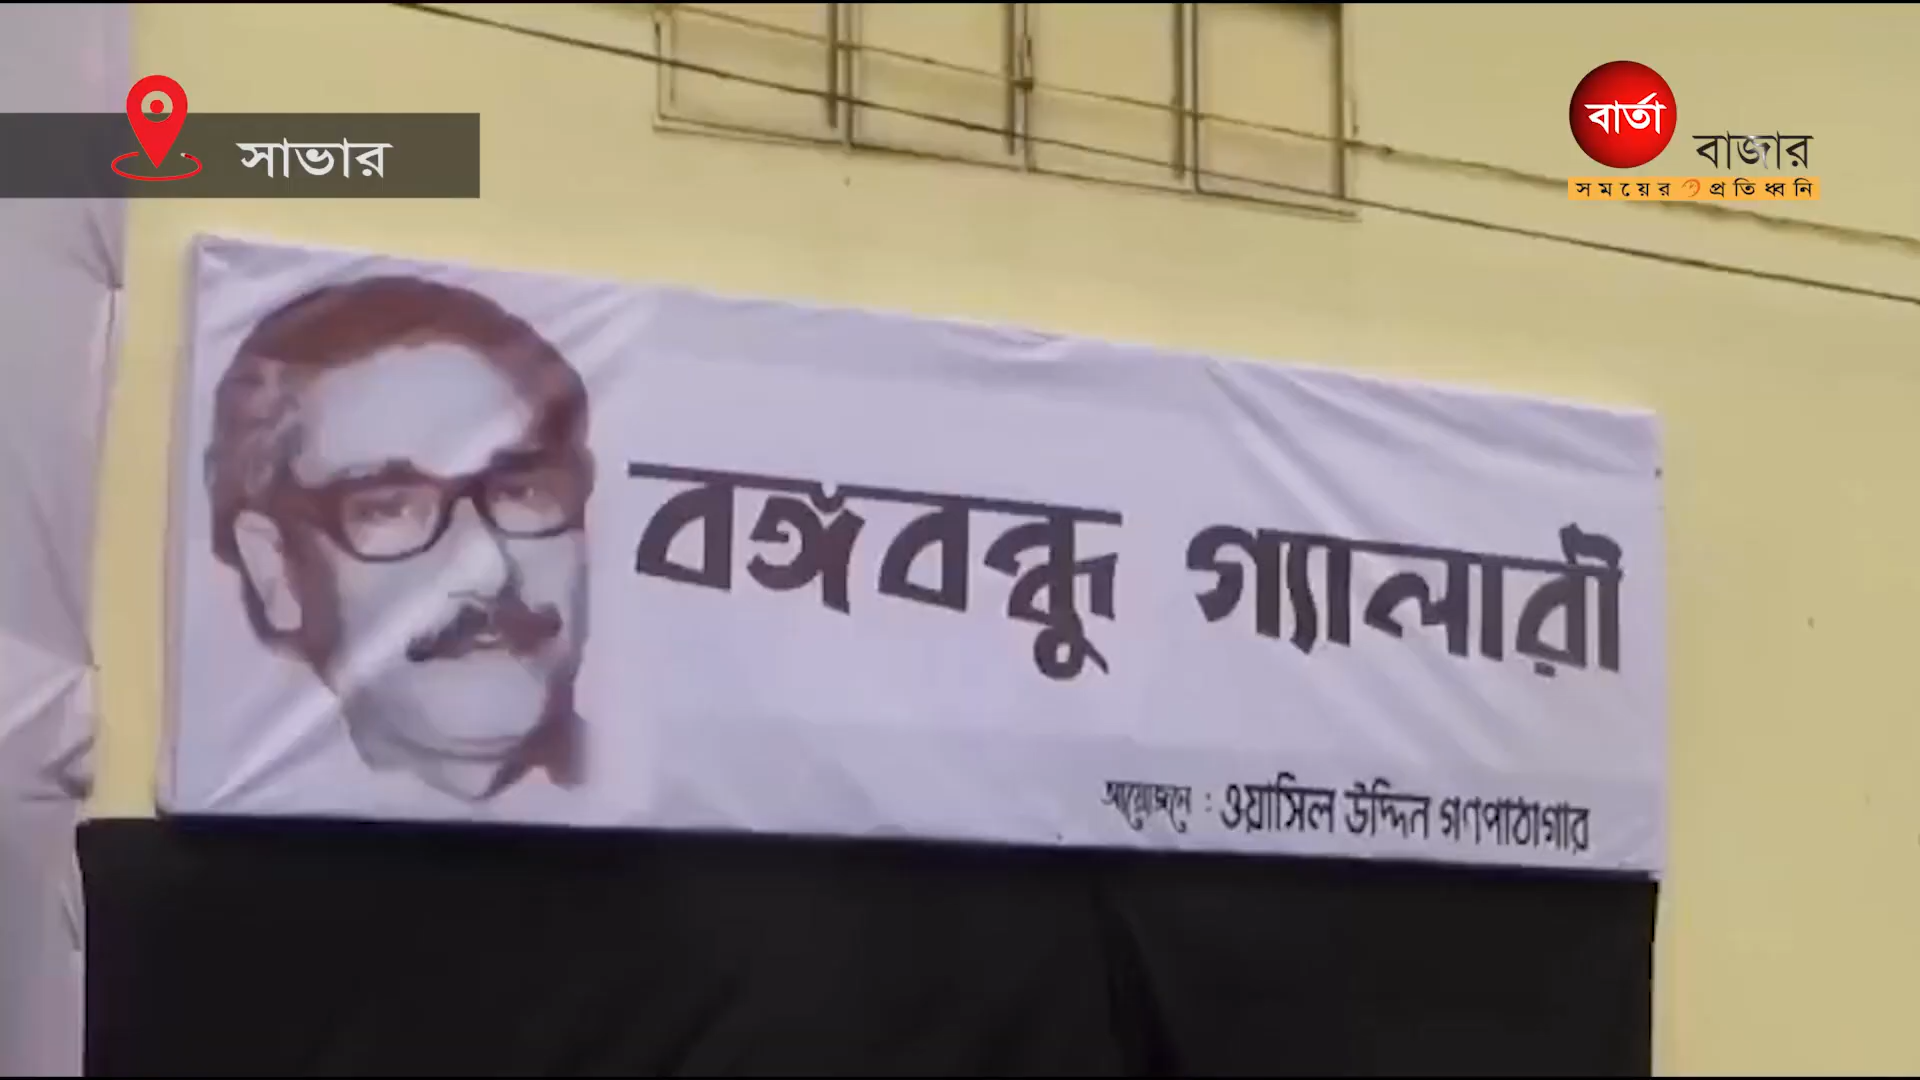 সাভার
বার্তা
বাজার
সময়ের প্রতিধ্বনি
বঙ্গবন্ধু গ্যালারী
আয়োজনে : ওয়াসিল উদ্দিন গণপাঠাগার